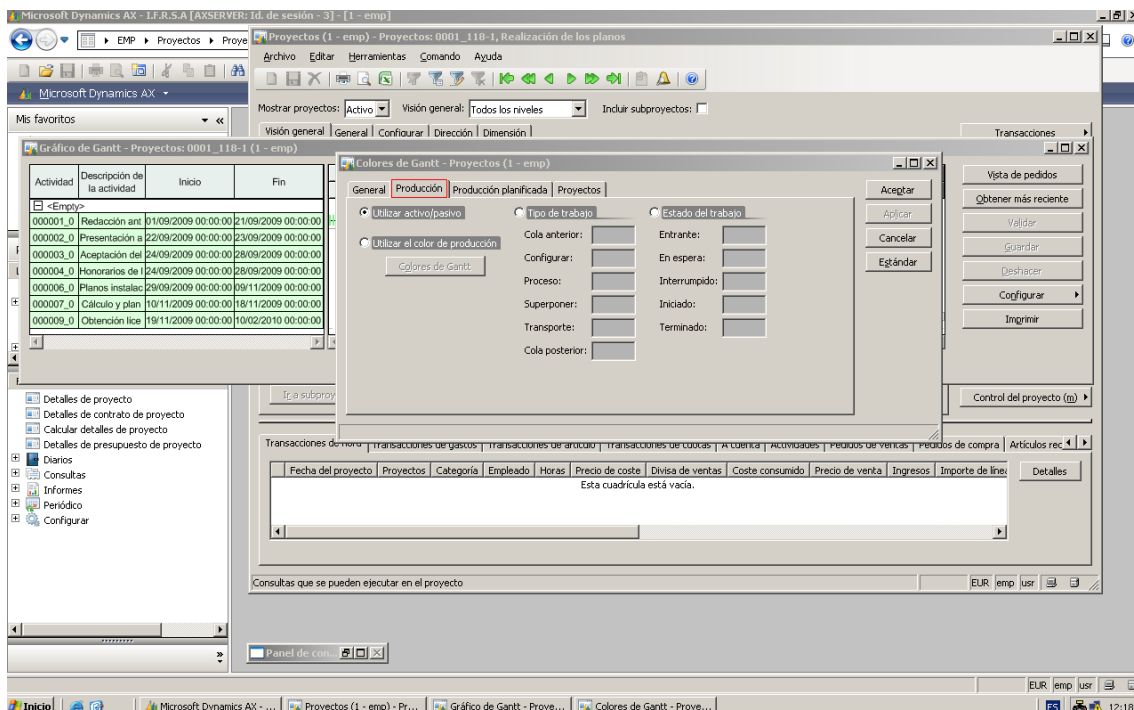 Microsoft Dynamics AX - I.F.R.S.A [AXSERVER: Id. de sesión - 3] - [1 - emp]
EMP Proyectos Proye
Microsoft Dynamics AX
Mis favoritos
Detalles de proyecto
Detalles de contrato de proyecto
Calcular detalles de proyecto
Detalles de presupuesto de proyecto
Diarios
Consultas
Informes
Periódico
Configurar
Proyectos (1 - emp) - Proyectos: 0001_118-1, Realización de los planos
Archivo Editar Herramientas Comando Ayuda
Mostrar proyectos: Activo Visión general: Todos los niveles Incluir subproyectos:
Visión general General Configurar Dirección Dimensión Transacciones
Gráfico de Gantt - Proyectos: 0001_118-1 (1 - emp)
Actividad Descripción de la actividad Inicio Fin
<Empty>
000001_0 Redacción ant 01/09/2009 00:00:00 21/09/2009 00:00:00
000002_0 Presentación a 22/09/2009 00:00:00 23/09/2009 00:00:00
000003_0 Aceptación del 24/09/2009 00:00:00 28/09/2009 00:00:00
000004_0 Honorarios de l 24/09/2009 00:00:00 28/09/2009 00:00:00
000006_0 Planos instalac 29/09/2009 00:00:00 09/11/2009 00:00:00
000007_0 Cálculo y plan 10/11/2009 00:00:00 18/11/2009 00:00:00
000009_0 Obtención lice 19/11/2009 00:00:00 10/02/2010 00:00:00
Vista de pedidos
Obtener más reciente
Validar
Guardar
Deshacer
Configurar
Imprimir
Colores de Gantt - Proyectos (1 - emp)
General Producción Producción planificada Proyectos
Utilizar activo/pasivo Tipo de trabajo Estado del trabajo
Utilizar el color de producción
Colores de Gantt
Cola anterior:
Configurar:
Proceso:
Superponer:
Transporte:
Cola posterior:
Entrante:
En espera:
Interrumpido:
Iniciado:
Terminado:
Aceptar
Aplicar
Cancelar
Estándar
Ir a subproy
Control del proyecto (m)
Transacciones de hora Transacciones de gastos Transacciones de artículo Transacciones de cuotas A cuenta Actividades Pedidos de ventas Pedidos de compra Artículos rec
Fecha del proyecto Proyectos Categoría Empleado Horas Precio de coste Divisa de ventas Coste consumido Precio de venta Ingresos Importe de línea
Esta cuadrícula está vacía.
Detalles
Consultas que se pueden ejecutar en el proyecto EUR emp usr
Panel de con...
EUR emp usr
Inicio Microsoft Dynamics AX - ... Proyectos (1 - emp) - Pr... Gráfico de Gantt - Proye... Colores de Gantt - Proye... ES 12:18